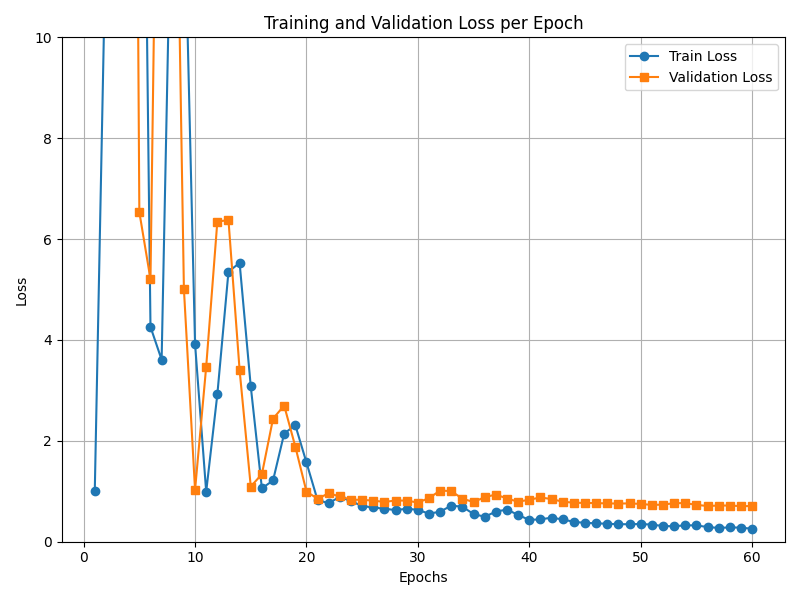 Training and Validation Loss per Epoch
Train Loss
Validation Loss
Loss
10
8
6
4
2
0
0 10 20 30 40 50 60
Epochs